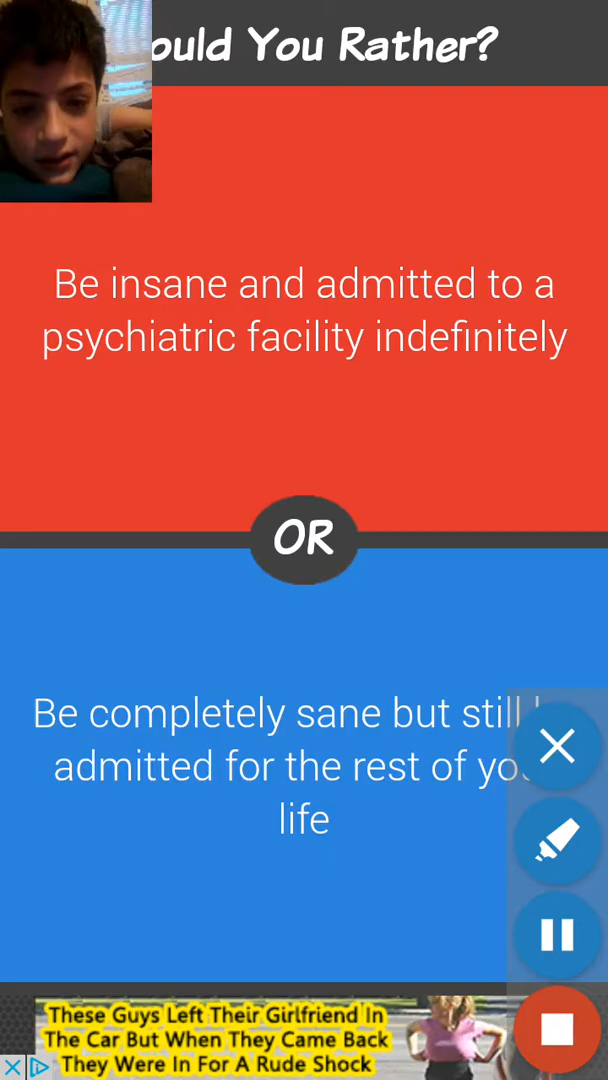 ould You Rather?
Be insane and admitted to a
psychiatric facility indefinitely
OR
Be completely sane but still
admitted for the rest of
life
These Guys Left Their Girlfriend In
The Car But When They Came Back
They Were In For A Rude Shock